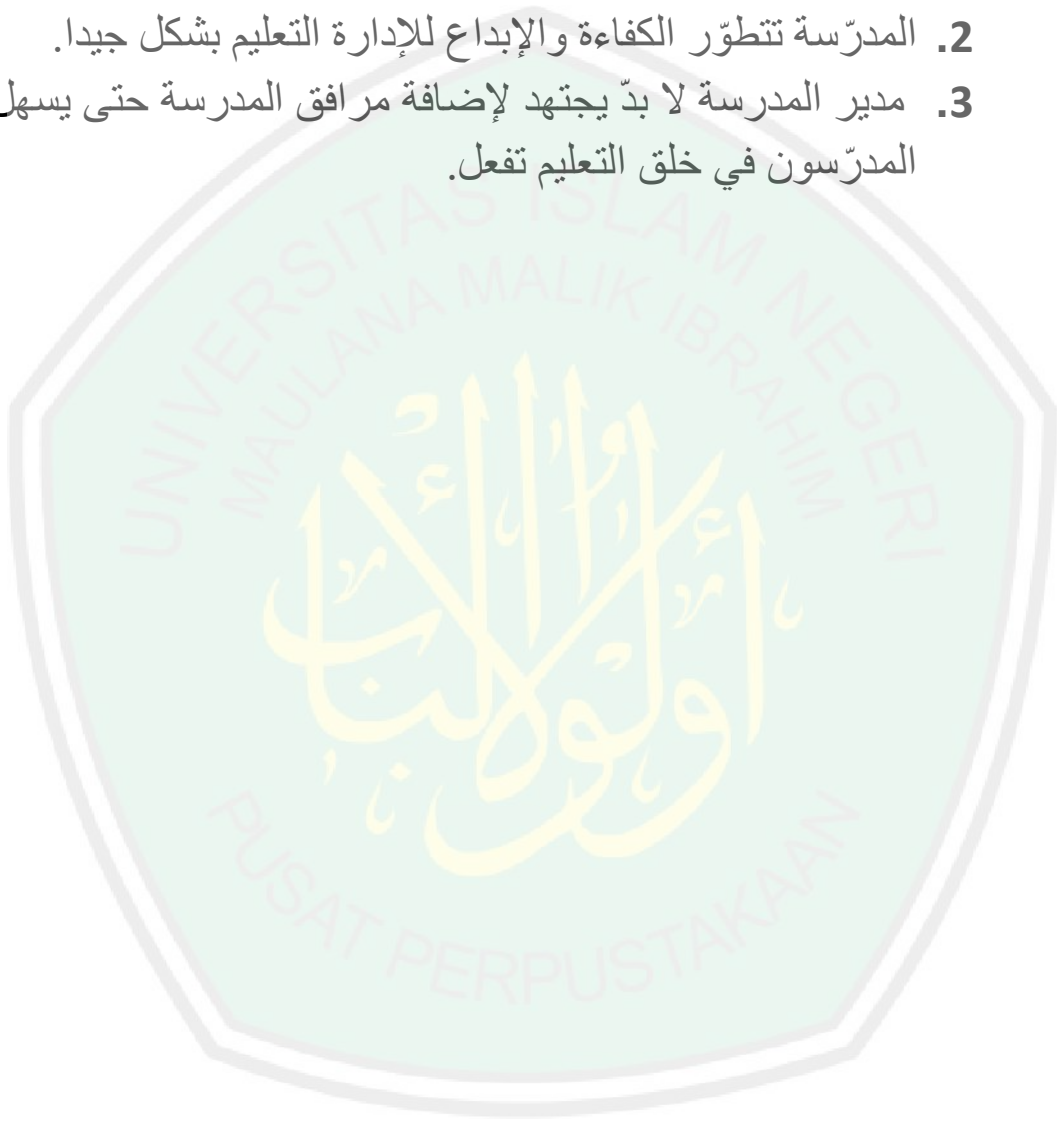 2. المدرّسة تتطوّر الكفاءة والإبداع للإدارة التعليم بشكل جيدا.
3. مدير المدرسة لا بدّ يجتهد لإضافة مرافق المدرسة حتى يسهل
المدرّسون في خلق التعليم تفعل.
UNIVERSITAS ISLAM NEGERI
MAULANA MALIK IBRAHIM
PUSAT PERPUSTAKAAN